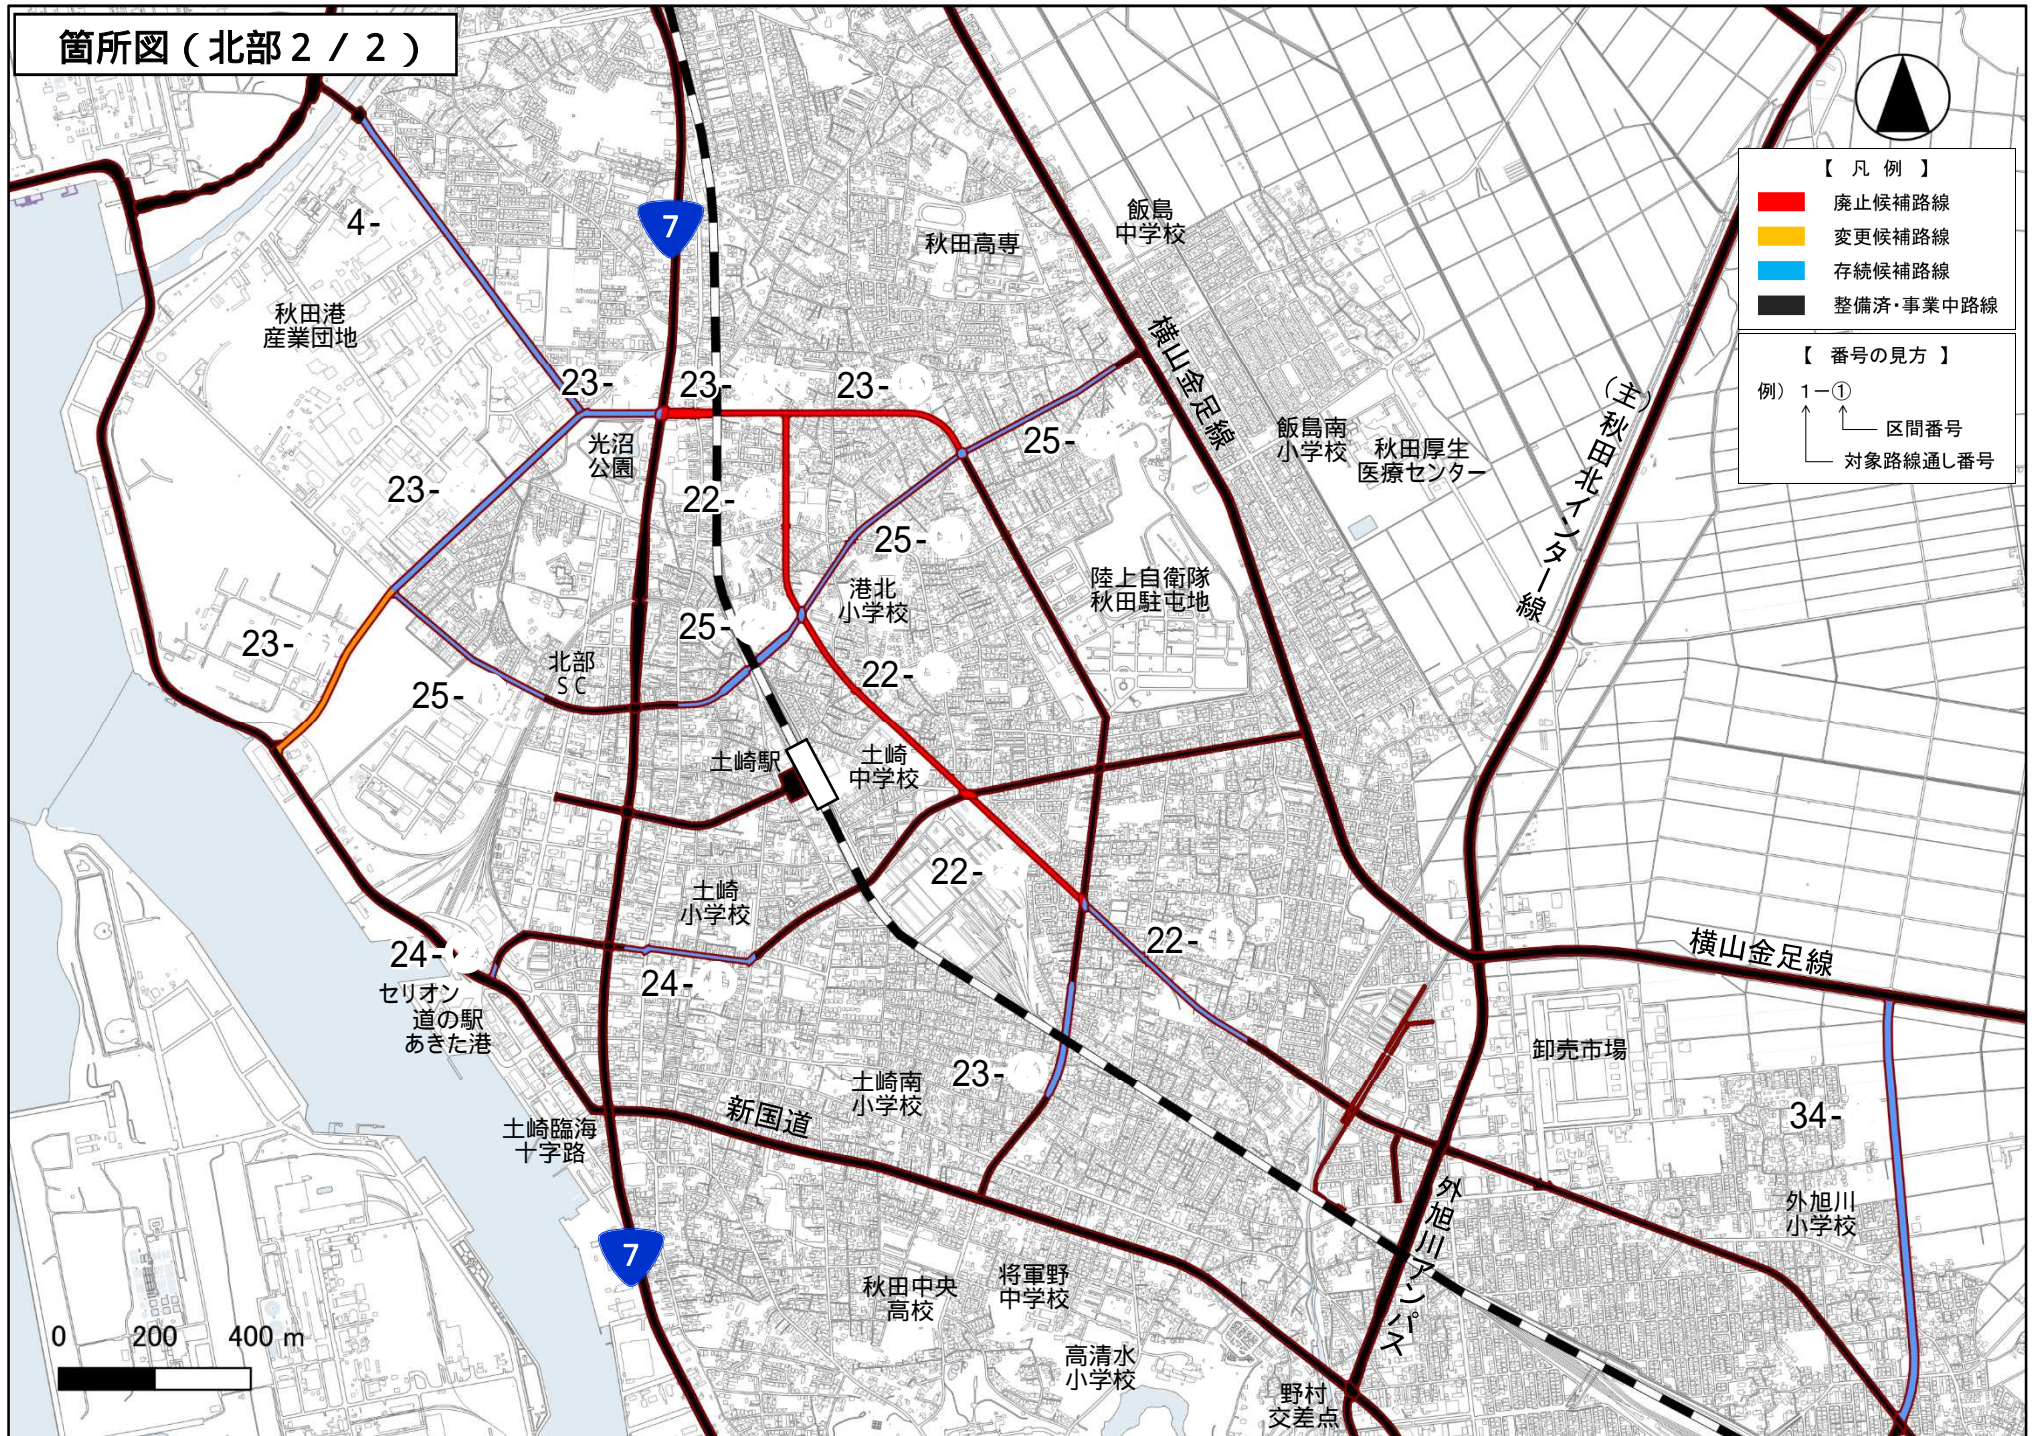 箇所図（北部２／２）
【 凡 例 】
廃止候補路線
変更候補路線
存続候補路線
整備済・事業中路線
【 番号の見方 】
例） 1－①
区間番号
対象路線通し番号
4-
7
秋田高専
飯島
中学校
秋田港
産業団地
横山金足線
(主)秋田北インター線
23-
23-
23-
光沼
公園
25-
飯島南
小学校
秋田厚生
医療センター
23-
22-
25-
港北
小学校
陸上自衛隊
秋田駐屯地
25-
23-
北部
ＳＣ
25-
22-
土崎駅
土崎
中学校
土崎
小学校
22-
24-
22-
横山金足線
24-
セリオン
道の駅
あきた港
卸売市場
23-
土崎南
小学校
新国道
土崎臨海
十字路
34-
外旭川
小学校
外旭川アンパス
7
秋田中央
高校
将軍野
中学校
高清水
小学校
野村
交差点
0 200 400 m